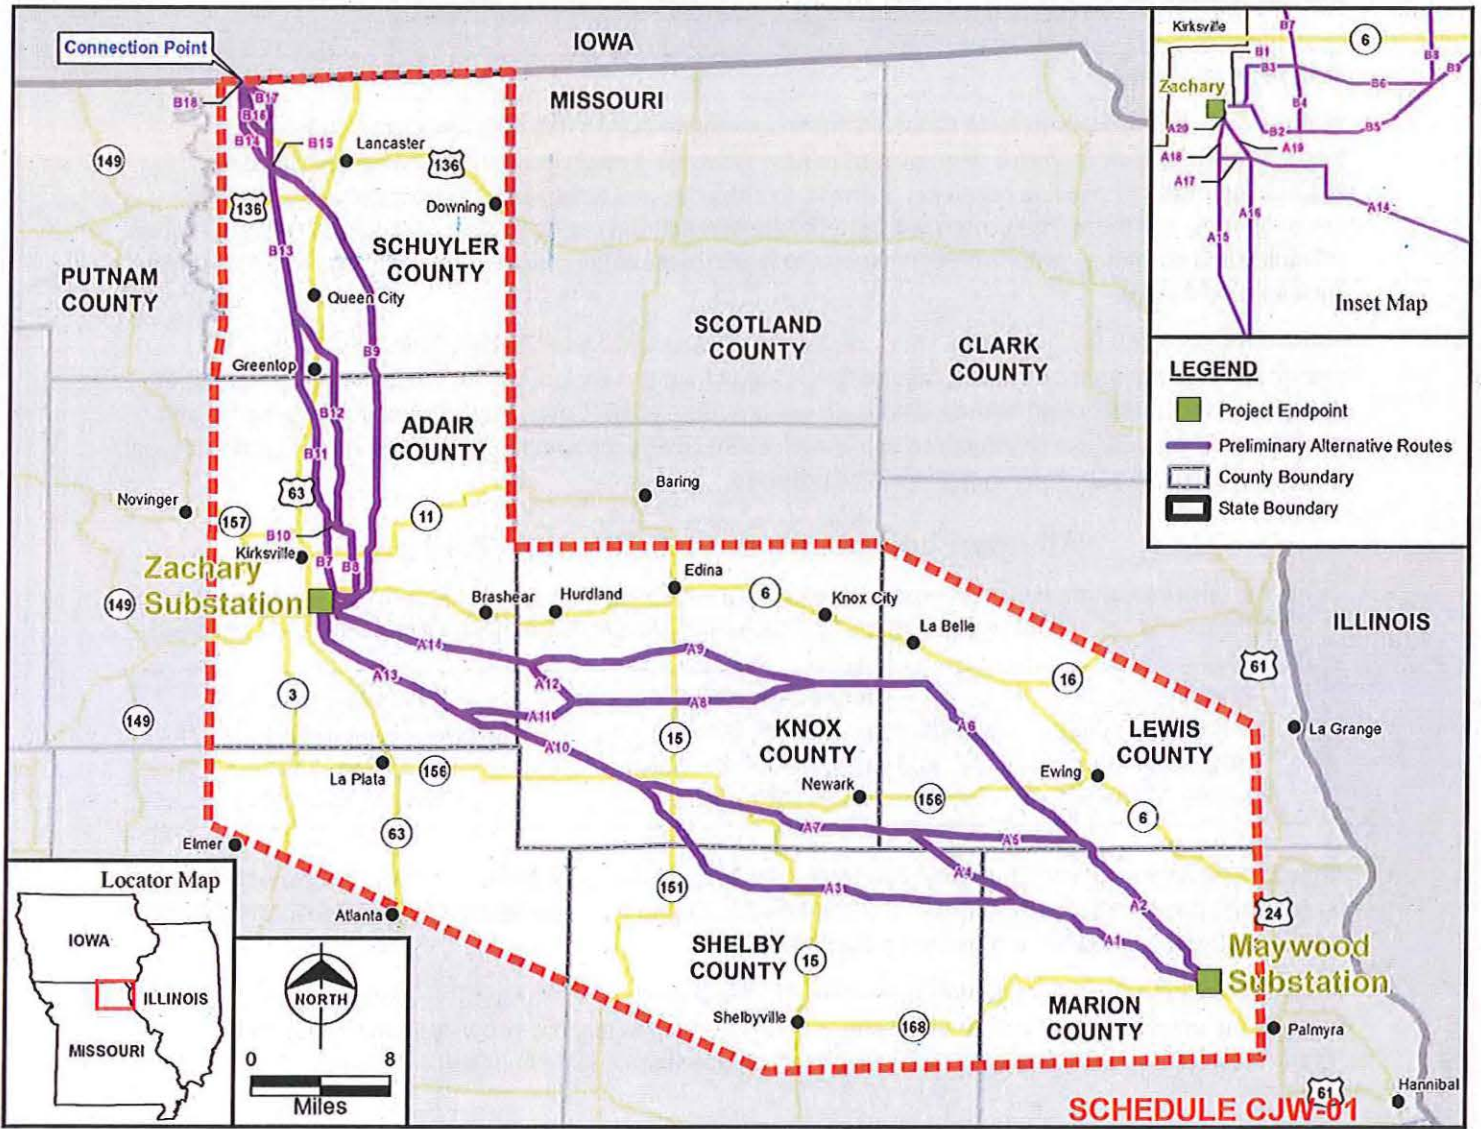 IOWA
Connection Point
MISSOURI
B18
B17
B16
B14
B15
Lancaster
136
149
136
Downing
SCHUYLER
COUNTY
B13
PUTNAM
COUNTY
Queen City
SCOTLAND
COUNTY
CLARK
COUNTY
B9
Greentop
B12
ADAIR
COUNTY
B11
Baring
63
Novinger
157
11
B10
Kirksville
B7
B8
Zachary
Substation
149
Edina
Brashear
Hurdland
6
Knox City
La Belle
ILLINOIS
A14
A9
A13
A12
16
61
3
A8
A11
149
A10
15
A6
KNOX
COUNTY
LEWIS
COUNTY
La Grange
La Plata
156
Newark
156
Ewing
6
63
A7
A5
Elmer
A4
151
A3
A2
Atlanta
24
A1
SHELBY
COUNTY
15
Maywood
Substation
Shelbyville
168
MARION
COUNTY
Palmyra
61
Hannibal
SCHEDULE CJW-01
Kirksville
B7
6
B1
B3
B8
B9
B6
Zachary
B4
A20
B2
B5
A18
A19
A17
A16
A14
A15
Inset Map
LEGEND
Project Endpoint
Preliminary Alternative Routes
County Boundary
State Boundary
Locator Map
IOWA
ILLINOIS
MISSOURI
NORTH
0 8
Miles